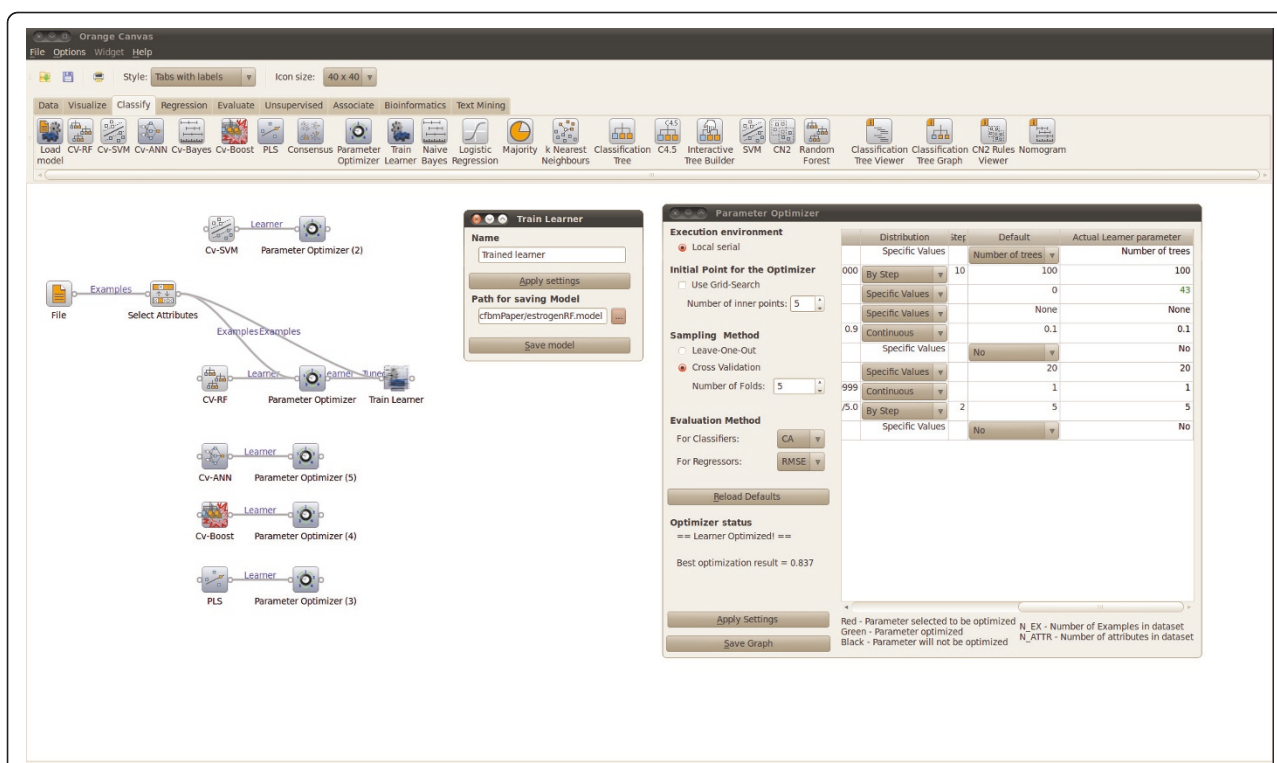 Orange Canvas
File Options Widget Help
Style: Tabs with labels Icon size: 40 x 40
Data Visualize Classify Regression Evaluate Unsupervised Associate Bioinformatics Text Mining
Load model CV-RF Cv-SVM Cv-ANN Cv-Bayes Cv-Boost PLS Consensus Parameter Optimizer Train Learner Naive Bayes Logistic Regression Majority k Nearest Neighbours Classification Tree C4.5 Interactive Tree Builder SVM CN2 Random Forest Classification Tree Viewer Classification Tree Graph CN2 Rules Viewer Nomogram
Learner
Cv-SVM Parameter Optimizer (2)
Examples
File Select Attributes
Examples Examples
Learner
CV-RF Parameter Optimizer Train Learner
Learner
Cv-ANN Parameter Optimizer (5)
Learner
Cv-Boost Parameter Optimizer (4)
Learner
PLS Parameter Optimizer (3)
Train Learner
Name
Trained learner
Apply settings
Path for saving Model
cfbmPaper/estrogenRF.model ...
Save model
Parameter Optimizer
Execution environment
Local serial
Initial Point for the Optimizer
Use Grid-Search
Number of inner points: 5
Sampling Method
Leave-One-Out
Cross Validation
Number of Folds: 5
Evaluation Method
For Classifiers: CA
For Regressors: RMSE
Reload Defaults
Optimizer status
== Learner Optimized! ==
Best optimization result = 0.837
Apply Settings
Save Graph
Distribution Step Default Actual Learner parameter
Specific Values Number of trees Number of trees
000 By Step 10 100 100
Specific Values 0 43
Specific Values None None
0.9 Continuous 0.1 0.1
Specific Values No No
Specific Values 20 20
999 Continuous 1 1
/5.0 By Step 2 5 5
Specific Values No No
Red - Parameter selected to be optimized
Green - Parameter optimized
Black - Parameter will not be optimized
N_EX - Number of Examples in dataset
N_ATTR - Number of attributes in dataset